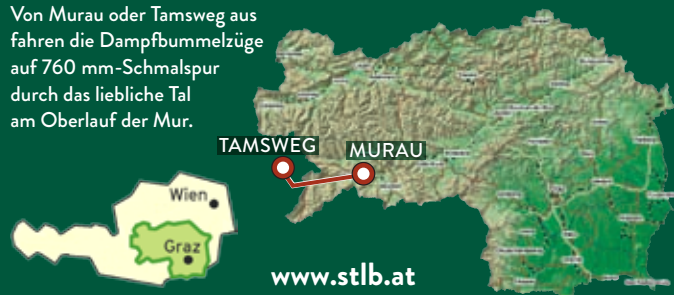 Von Murau oder Tamsweg aus
fahren die Dampfbummelzüge
auf 760 mm-Schmalspur
durch das liebliche Tal
am Oberlauf der Mur.
TAMSWEG
MURAU
Wien
Graz
www.stlb.at